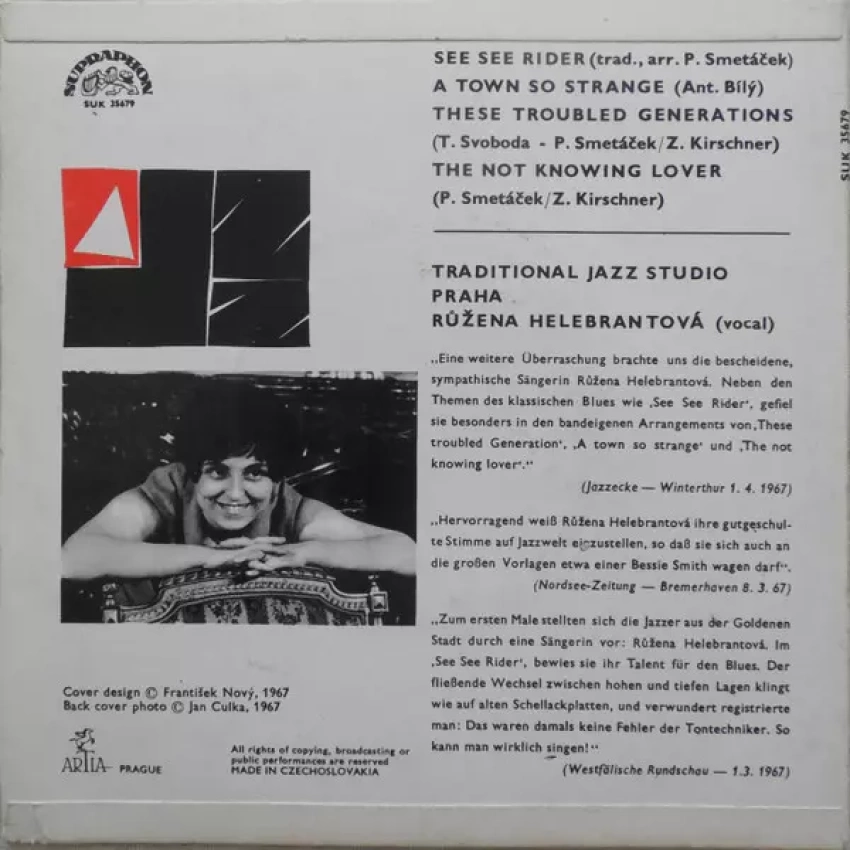 SUPRAPHON
SUK 35679
SEE SEE RIDER (trad., arr. P. Smetáček)
A TOWN SO STRANGE (Ant. Bílý)
THESE TROUBLED GENERATIONS
(T. Svoboda - P. Smetáček/Z. Kirschner)
THE NOT KNOWING LOVER
(P. Smetáček/Z. Kirschner)
SUK 35679
TRADITIONAL JAZZ STUDIO
PRAHA
RŮŽENA HELEBRANTOVÁ (vocal)
„Eine weitere Überraschung brachte uns die bescheidene,
sympathische Sängerin Růžena Helebrantová. Neben den
Themen des klassischen Blues wie ‚See See Rider‘, gefiel
sie besonders in den bandeigenen Arrangements von ‚These
troubled Generation‘, ‚A town so strange‘ und ‚The not
knowing lover‘.“
(Jazzecke — Winterthur 1. 4. 1967)
„Hervorragend weiß Růžena Helebrantová ihre gutgeschul-
te Stimme auf Jazzwelt einzustellen, so daß sie sich auch an
die großen Vorlagen etwa einer Bessie Smith wagen darf“.
(Nordsee-Zeitung — Bremerhaven 8. 3. 67)
„Zum ersten Male stellten sich die Jazzer aus der Goldenen
Stadt durch eine Sängerin vor: Růžena Helebrantová. Im
‚See See Rider‘, bewies sie ihr Talent für den Blues. Der
fließende Wechsel zwischen hohen und tiefen Lagen klingt
wie auf alten Schellackplatten, und verwundert registrierte
man: Das waren damals keine Fehler der Tontechniker. So
kann man wirklich singen!“
(Westfälische Rundschau — 1.3. 1967)
Cover design © František Nový, 1967
Back cover photo © Jan Culka, 1967
ARTIA PRAGUE
All rights of copying, broadcasting or
public performances are reserved
MADE IN CZECHOSLOVAKIA